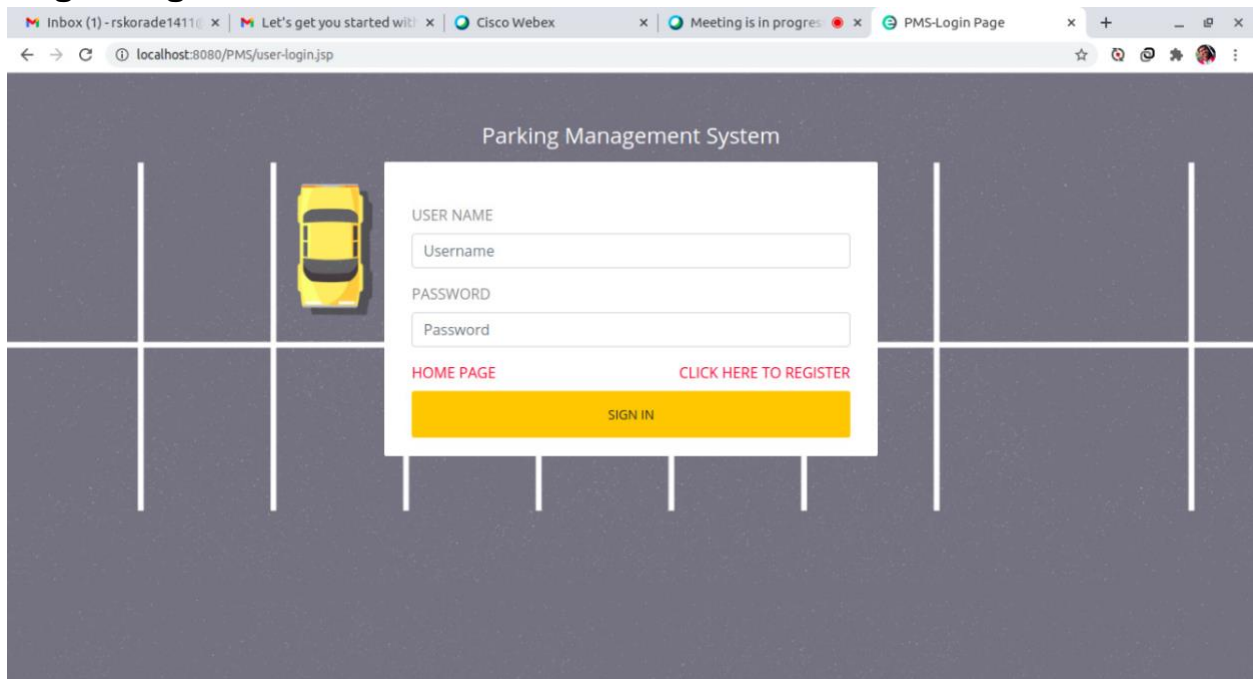 Inbox (1) - rskorade1411@ Let's get you started with Cisco Webex Meeting is in progres PMS-Login Page
localhost:8080/PMS/user-login.jsp
Parking Management System
USER NAME
Username
PASSWORD
Password
HOME PAGE CLICK HERE TO REGISTER
SIGN IN